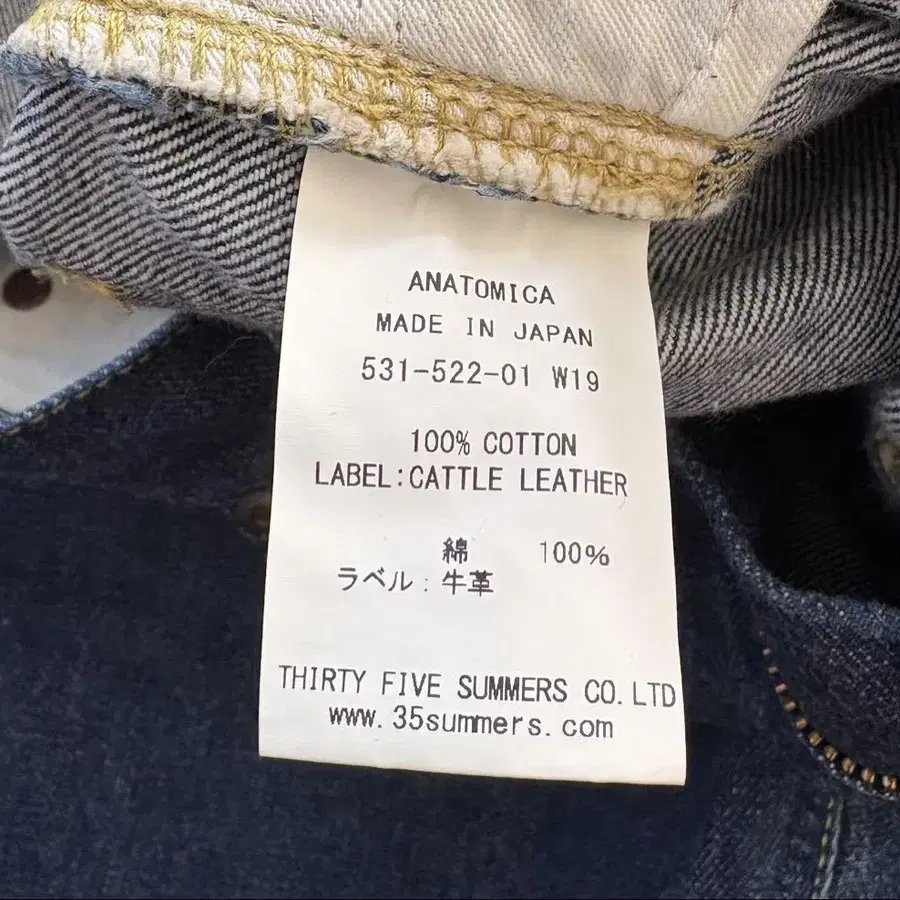 ANATOMICA
MADE IN JAPAN
531-522-01 W19
100% COTTON
LABEL:CATTLE LEATHER
綿 100%
ラベル:牛革
THIRTY FIVE SUMMERS CO.LTD
www.35summers.com